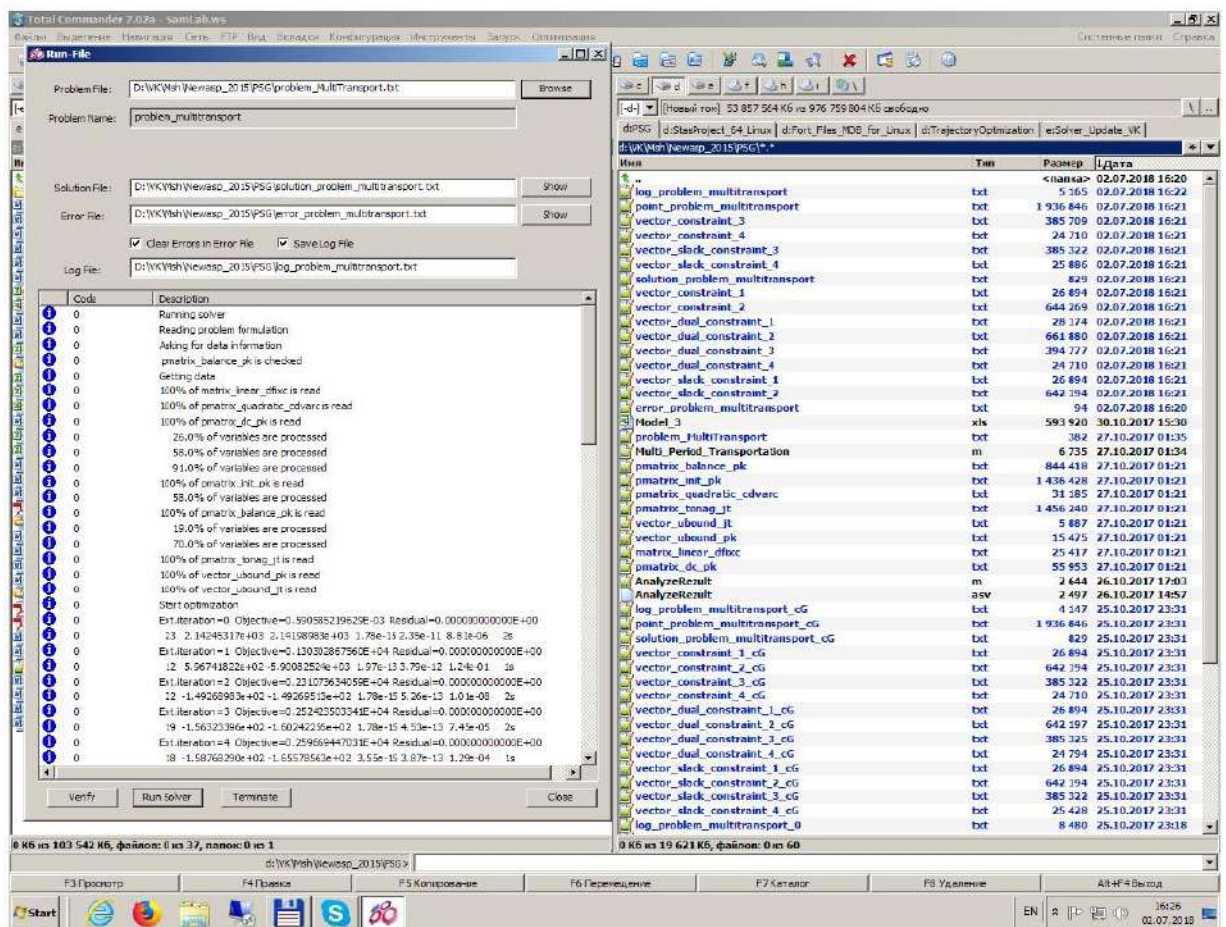 Total Commander 7.02a - SamLab.ws
Файлы Выделение Навигация Сеть FTP Вид Вкладки Конфигурация Инструменты Запуск
Справка
Run-File
Problem File: D:\VK\Msh\Newasp_2015\PSG\problem_MultiTransport.txt Browse
Problem Name: problem_multitransport
Solution File: D:\VK\Msh\Newasp_2015\PSG\solution_problem_multitransport.txt Show
Error File: D:\VK\Msh\Newasp_2015\PSG\error_problem_multitransport.txt Show
Clear Errors in Error File Save Log File
Log File: D:\VK\Msh\Newasp_2015\PSG\log_problem_multitransport.txt
Code Description
0 Running solver
0 Reading problem formulation
0 Asking for data information
0 pmatrix_balance_pk is checked
0 Getting data
0 100% of matrix_linear_dfixc is read
0 100% of pmatrix_quadratic_cdvarc is read
0 100% of pmatrix_dc_pk is read
0 26.0% of variables are processed
0 58.0% of variables are processed
0 91.0% of variables are processed
0 100% of pmatrix_init_pk is read
0 58.0% of variables are processed
0 100% of pmatrix_balance_pk is read
0 19.0% of variables are processed
0 70.0% of variables are processed
0 100% of pmatrix_tonag_jt is read
0 100% of vector_ubound_pk is read
0 100% of vector_ubound_jt is read
0 Start optimization
0 Ext.iteration=0 Objective=0.590585219629E-03 Residual=0.000000000000E+00
0 23 2.14245317e+03 2.14198983e+03 1.78e-15 2.35e-11 8.81e-06 2s
0 Ext.iteration=1 Objective=0.130302867560E+04 Residual=0.000000000000E+00
0 12 5.96741822e+02 -5.90082524e+03 1.97e-13 3.79e-12 1.24e-01 1s
0 Ext.iteration=2 Objective=0.231073634059E+04 Residual=0.000000000000E+00
0 22 -1.49268983e+02 -1.49269513e+02 1.78e-15 5.26e-13 1.01e-08 2s
0 Ext.iteration=3 Objective=0.252423503341E+04 Residual=0.000000000000E+00
0 19 -1.56323396e+02 -1.60242255e+02 1.78e-15 4.53e-13 7.45e-05 2s
0 Ext.iteration=4 Objective=0.259669447031E+04 Residual=0.000000000000E+00
0 18 -1.58768290e+02 -1.65578563e+02 3.55e-15 3.87e-13 1.29e-04 1s
Verify Run Solver Terminate Close
0 Кб из 103 542 Кб, файлов: 0 из 37, папок: 0 из 1
c d e f h i \
[-d-] [Новый том] 53 857 564 Кб из 976 759 804 Кб свободно \ ..
d:PSG d:StasProject_64_Linux d:Fort_Files_MDB_for_Linux d:TrajectoryOptmization e:Solver_Update_VK
d:\VK\Msh\Newasp_2015\PSG\*.* * ▼
Имя Тип Размер Дата
.. <папка> 02.07.2018 16:20
log_problem_multitransport txt 5 165 02.07.2018 16:22
point_problem_multitransport txt 1 936 846 02.07.2018 16:21
vector_constraint_3 txt 385 709 02.07.2018 16:21
vector_constraint_4 txt 24 710 02.07.2018 16:21
vector_slack_constraint_3 txt 385 322 02.07.2018 16:21
vector_slack_constraint_4 txt 25 886 02.07.2018 16:21
solution_problem_multitransport txt 829 02.07.2018 16:21
vector_constraint_1 txt 26 894 02.07.2018 16:21
vector_constraint_2 txt 644 269 02.07.2018 16:21
vector_dual_constraint_1 txt 28 174 02.07.2018 16:21
vector_dual_constraint_2 txt 661 880 02.07.2018 16:21
vector_dual_constraint_3 txt 394 777 02.07.2018 16:21
vector_dual_constraint_4 txt 24 710 02.07.2018 16:21
vector_slack_constraint_1 txt 26 894 02.07.2018 16:21
vector_slack_constraint_2 txt 642 194 02.07.2018 16:21
error_problem_multitransport txt 94 02.07.2018 16:20
Model_3 xls 593 920 30.10.2017 15:30
problem_MultiTransport txt 382 27.10.2017 01:35
Multi_Period_Transportation m 6 735 27.10.2017 01:34
pmatrix_balance_pk txt 844 418 27.10.2017 01:21
pmatrix_init_pk txt 1 436 428 27.10.2017 01:21
pmatrix_quadratic_cdvarc txt 31 185 27.10.2017 01:21
pmatrix_tonag_jt txt 1 456 240 27.10.2017 01:21
vector_ubound_jt txt 5 887 27.10.2017 01:21
vector_ubound_pk txt 15 475 27.10.2017 01:21
matrix_linear_dfixc txt 25 417 27.10.2017 01:21
pmatrix_dc_pk txt 55 953 27.10.2017 01:21
AnalyzeRezult m 2 644 26.10.2017 17:03
AnalyzeRezult asv 2 497 26.10.2017 14:57
log_problem_multitransport_cG txt 4 147 25.10.2017 23:31
point_problem_multitransport_cG txt 1 936 846 25.10.2017 23:31
solution_problem_multitransport_cG txt 829 25.10.2017 23:31
vector_constraint_1_cG txt 26 894 25.10.2017 23:31
vector_constraint_2_cG txt 642 194 25.10.2017 23:31
vector_constraint_3_cG txt 385 322 25.10.2017 23:31
vector_constraint_4_cG txt 24 710 25.10.2017 23:31
vector_dual_constraint_1_cG txt 26 894 25.10.2017 23:31
vector_dual_constraint_2_cG txt 642 197 25.10.2017 23:31
vector_dual_constraint_3_cG txt 385 325 25.10.2017 23:31
vector_dual_constraint_4_cG txt 24 794 25.10.2017 23:31
vector_slack_constraint_1_cG txt 26 894 25.10.2017 23:31
vector_slack_constraint_2_cG txt 642 194 25.10.2017 23:31
vector_slack_constraint_3_cG txt 385 322 25.10.2017 23:31
vector_slack_constraint_4_cG txt 25 428 25.10.2017 23:31
log_problem_multitransport_0 txt 8 480 25.10.2017 23:18
0 Кб из 19 621 Кб, файлов: 0 из 60
d:\VK\Msh\Newasp_2015\PSG>
F3 Просмотр F4 Правка F5 Копирование F6 Перемещение F7 Каталог F8 Удаление Alt+F4 Выход
Start EN 16:26
02.07.2018